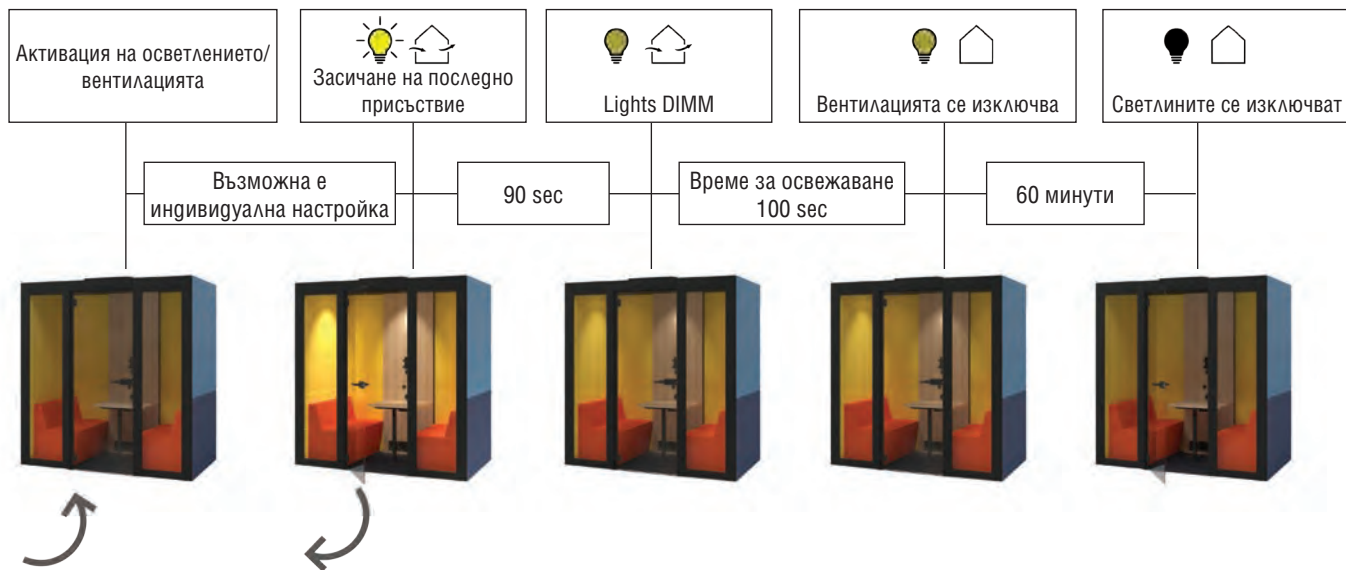 Активация на осветлението/
вентилацията
Засичане на последно
присъствие
Lights DIMM
Вентилацията се изключва
Светлините се изключват
Възможна е
индивидуална настройка
90 sec
Време за освежаване
100 sec
60 минути